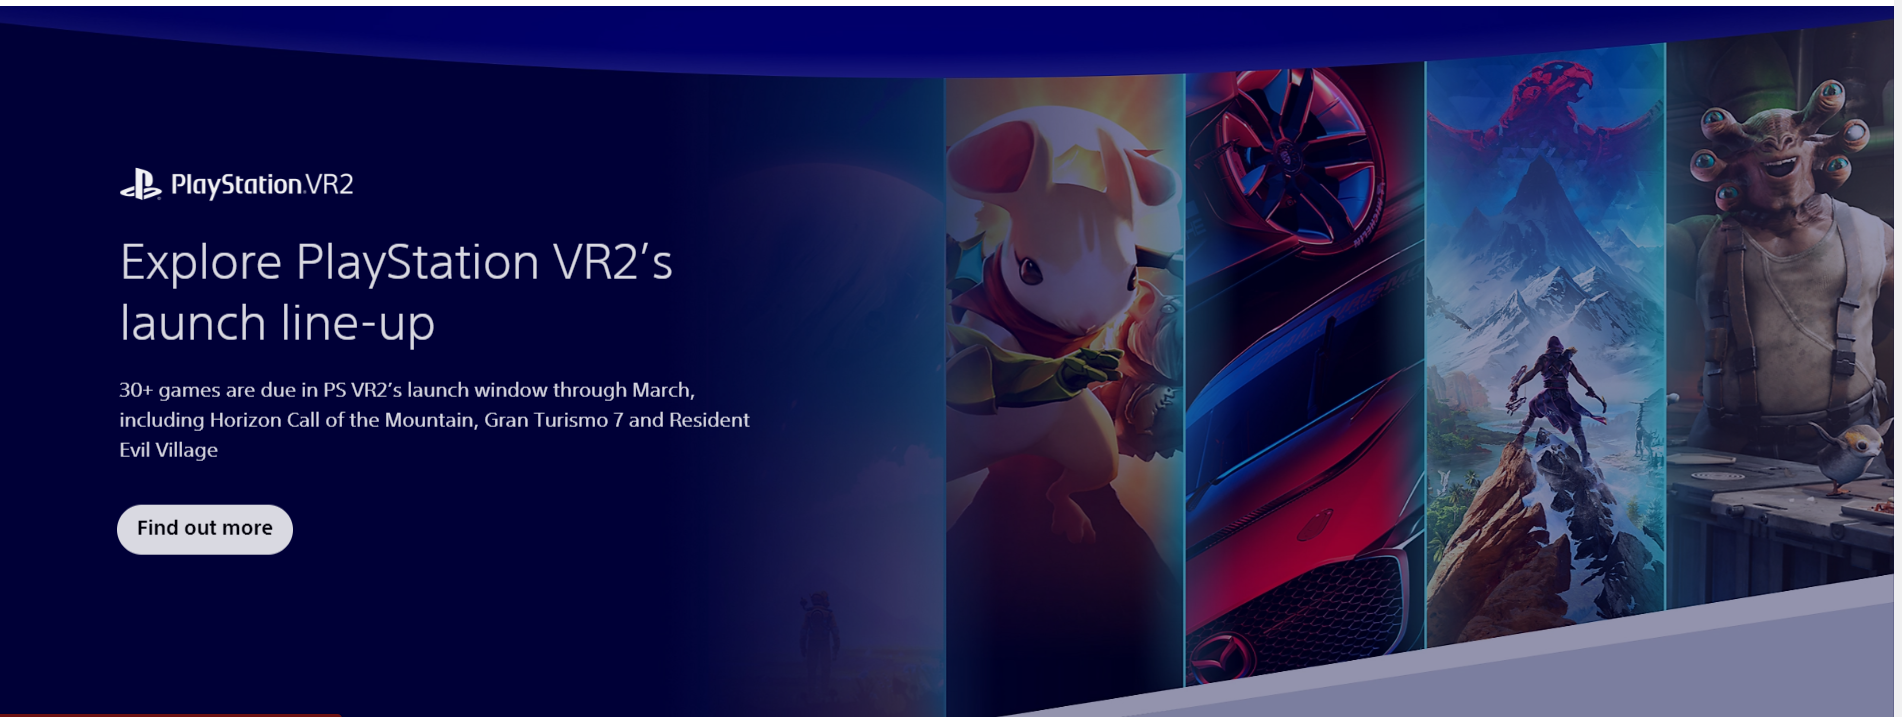 PlayStation.VR2
Explore PlayStation VR2’s
launch line-up
30+ games are due in PS VR2’s launch window through March,
including Horizon Call of the Mountain, Gran Turismo 7 and Resident
Evil Village
Find out more
MICHELIN